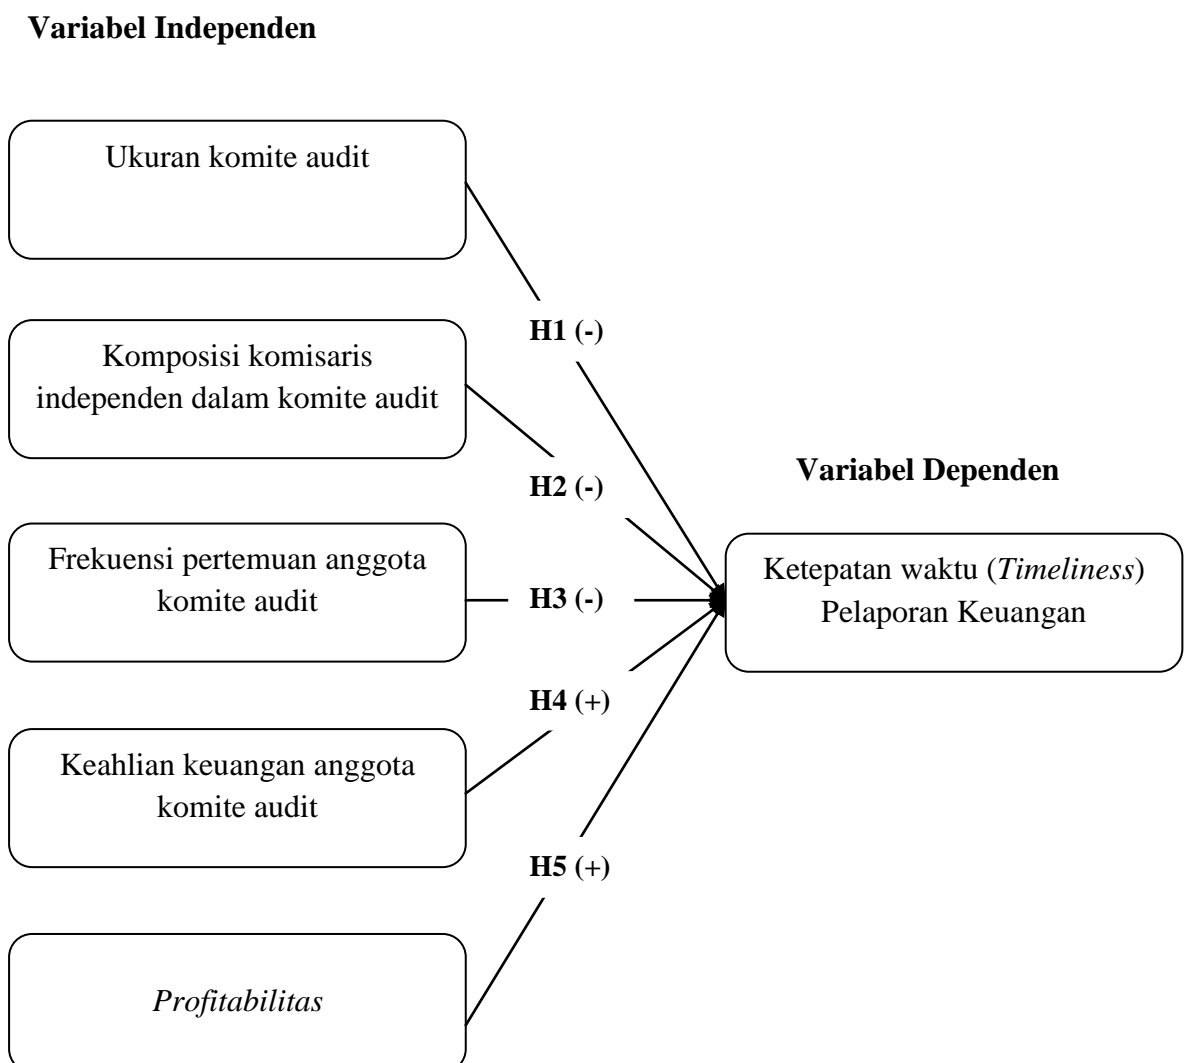 Variabel Independen
Ukuran komite audit
H1 (-)
Komposisi komisaris
independen dalam komite audit
H2 (-)
Variabel Dependen
Frekuensi pertemuan anggota
komite audit
H3 (-)
Ketepatan waktu (Timeliness)
Pelaporan Keuangan
H4 (+)
Keahlian keuangan anggota
komite audit
H5 (+)
Profitabilitas